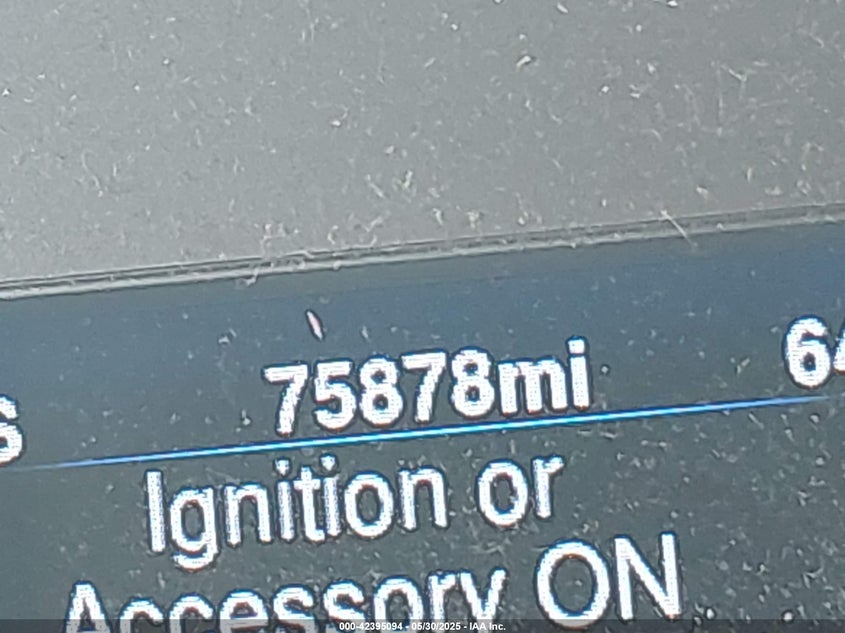 75878mi
Ignition or
Accessory ON
000-42395094 - 05/30/2025 - IAA Inc.